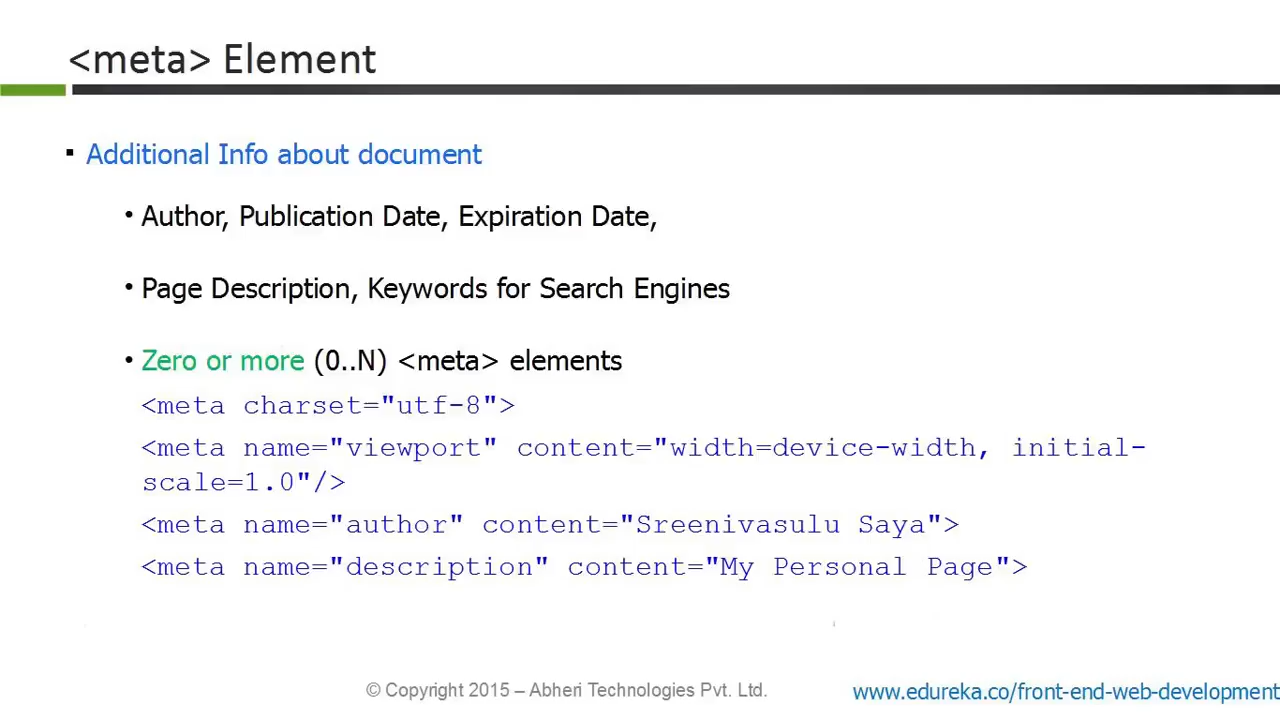 <meta> Element
▪ Additional Info about document
• Author, Publication Date, Expiration Date,
• Page Description, Keywords for Search Engines
• Zero or more (0..N) <meta> elements
<meta charset="utf-8">
<meta name="viewport" content="width=device-width, initial-
scale=1.0"/>
<meta name="author" content="Sreenivasulu Saya">
<meta name="description" content="My Personal Page">
© Copyright 2015 – Abheri Technologies Pvt. Ltd.
www.edureka.co/front-end-web-development